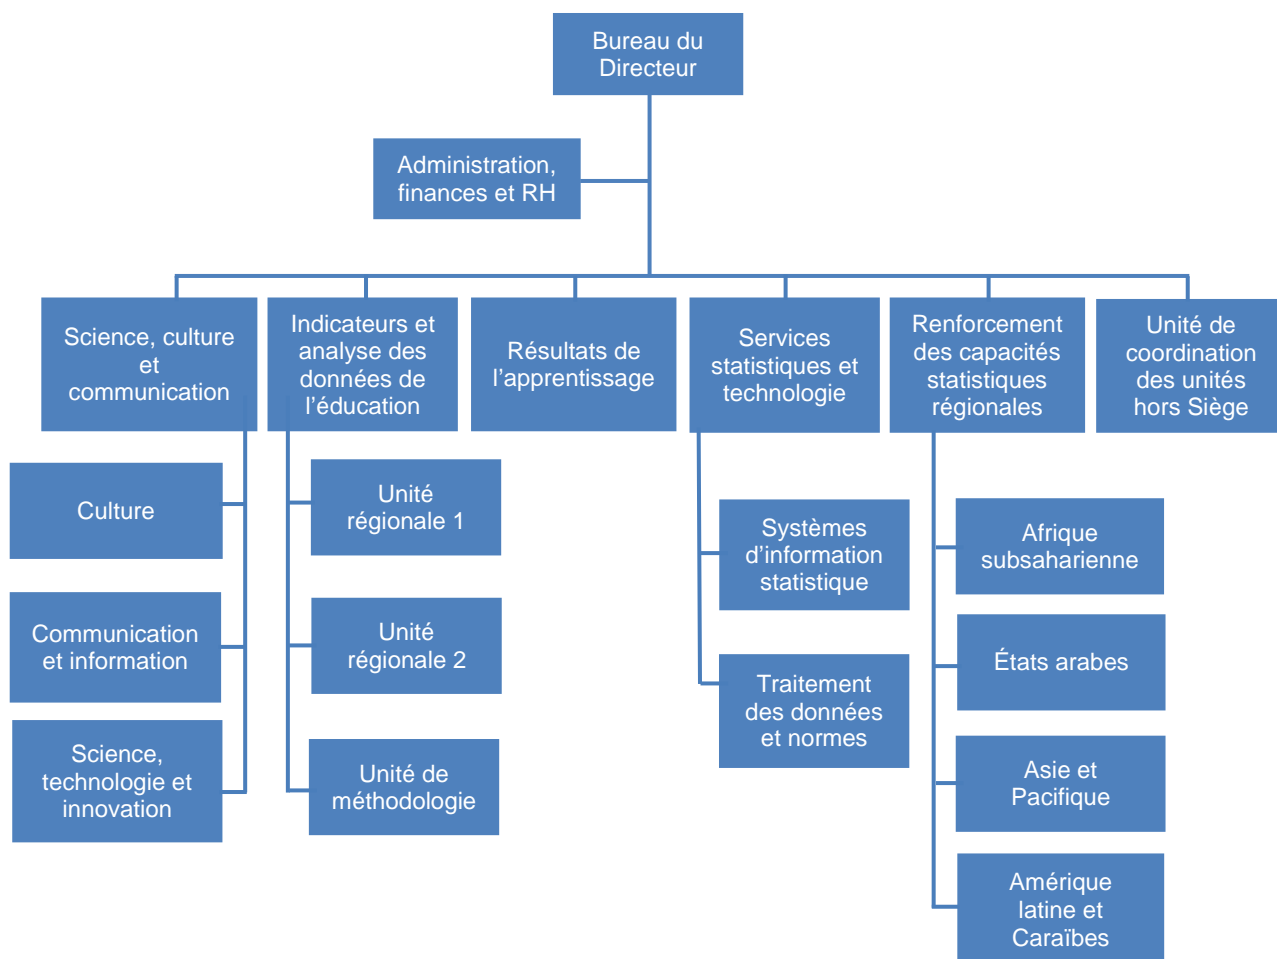 Bureau du
Directeur
Administration,
finances et RH
Science, culture
et
communication
Indicateurs et
analyse des
données de
l’éducation
Résultats de
l’apprentissage
Services
statistiques et
technologie
Renforcement
des capacités
statistiques
régionales
Unité de
coordination
des unités
hors Siège
Culture
Communication
et information
Science,
technologie et
innovation
Unité
régionale 1
Unité
régionale 2
Unité de
méthodologie
Systèmes
d’information
statistique
Traitement
des données
et normes
Afrique
subsaharienne
États arabes
Asie et
Pacifique
Amérique
latine et
Caraïbes